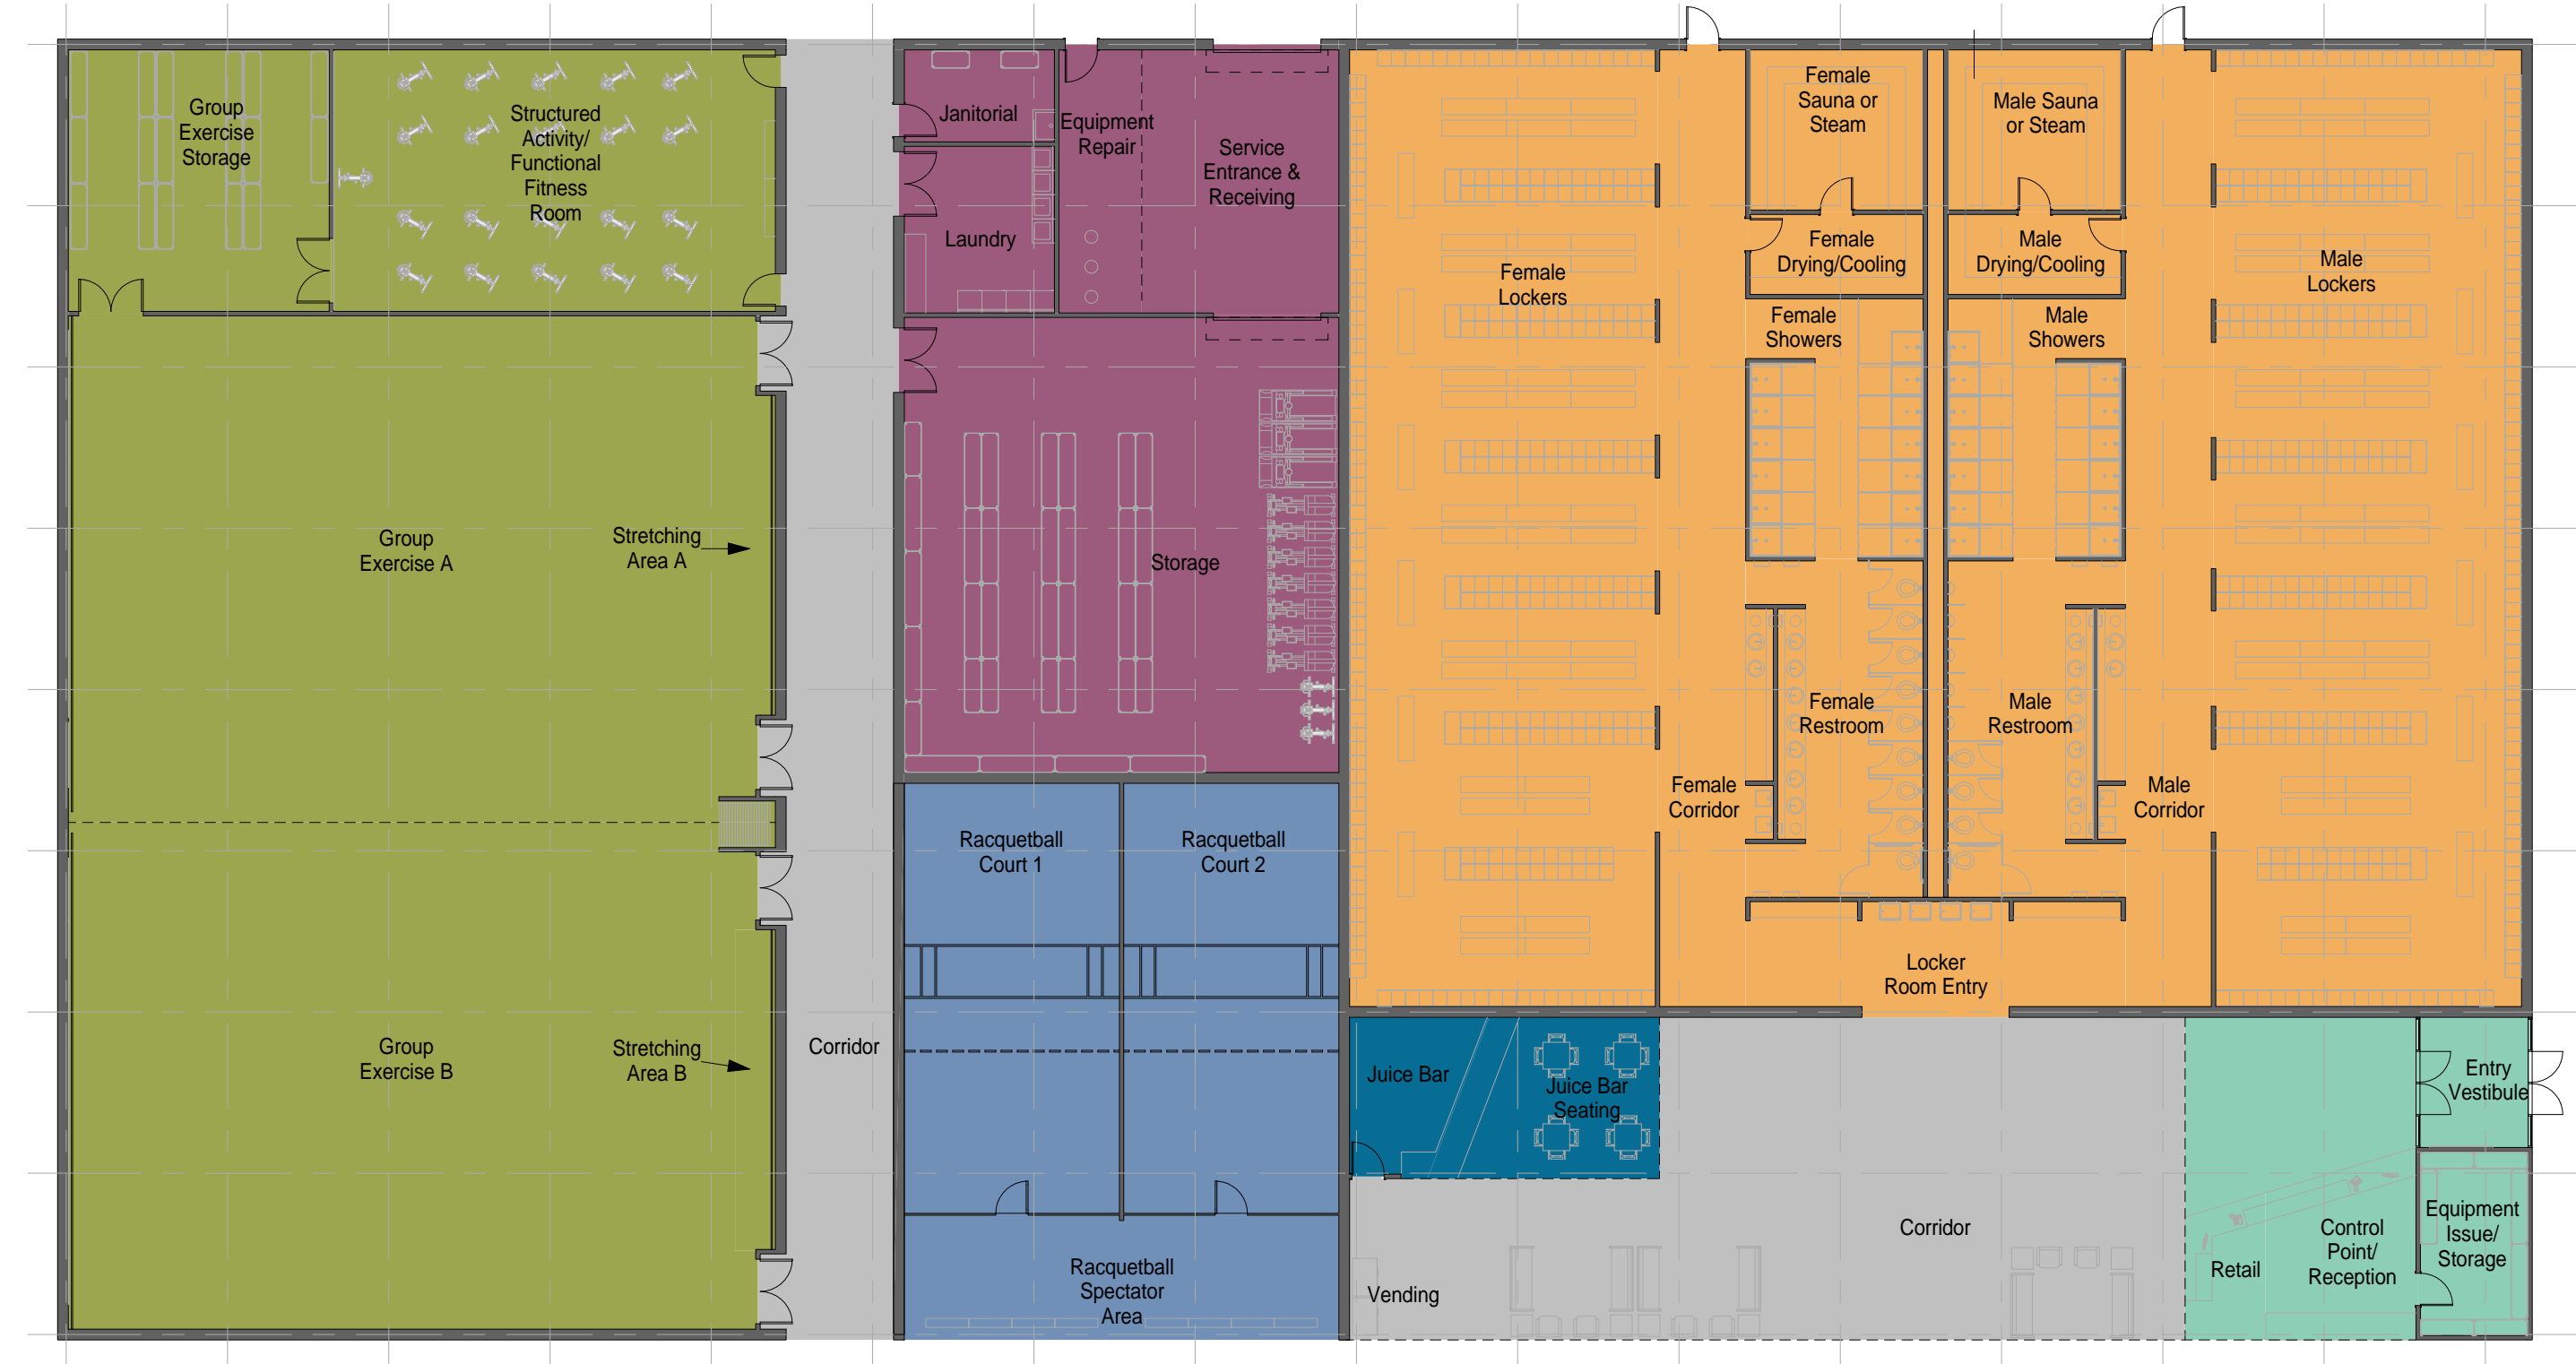 Group
Exercise
Storage
Structured
Activity/
Functional
Fitness
Room
Janitorial
Equipment
Repair
Service
Entrance &
Receiving
Laundry
Female
Sauna or
Steam
Male Sauna
or Steam
Female
Drying/Cooling
Male
Drying/Cooling
Female
Lockers
Male
Lockers
Female
Showers
Male
Showers
Group
Exercise A
Stretching
Area A
Storage
Female
Restroom
Male
Restroom
Female
Corridor
Male
Corridor
Racquetball
Court 1
Racquetball
Court 2
Locker
Room Entry
Group
Exercise B
Stretching
Area B
Corridor
Juice Bar
Juice Bar
Seating
Entry
Vestibule
Racquetball
Spectator
Area
Vending
Corridor
Retail
Control
Point/
Reception
Equipment
Issue/
Storage